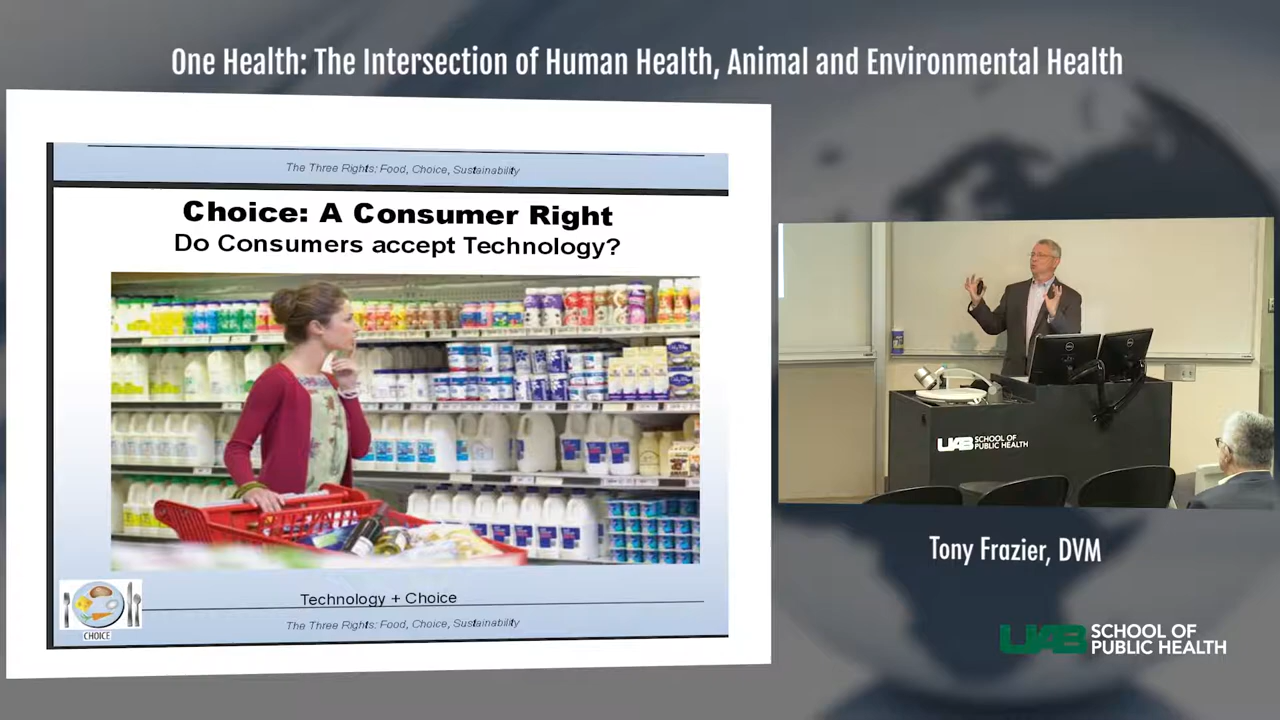 One Health: The Intersection of Human Health, Animal and Environmental Health
The Three Rights: Food, Choice, Sustainability
Choice: A Consumer Right
Do Consumers accept Technology?
Technology + Choice
CHOICE
The Three Rights: Food, Choice, Sustainability
UAB SCHOOL OF
PUBLIC HEALTH
Tony Frazier, DVM
UAB SCHOOL OF
PUBLIC HEALTH